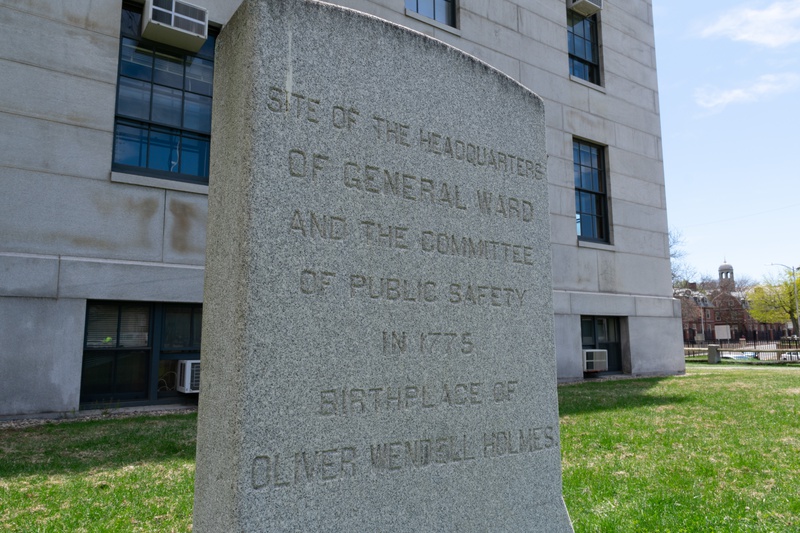 SITE OF THE HEADQUARTERS
OF GENERAL WARD
AND THE COMMITTEE
OF PUBLIC SAFETY
IN 1775
BIRTHPLACE OF
OLIVER WENDELL HOLMES